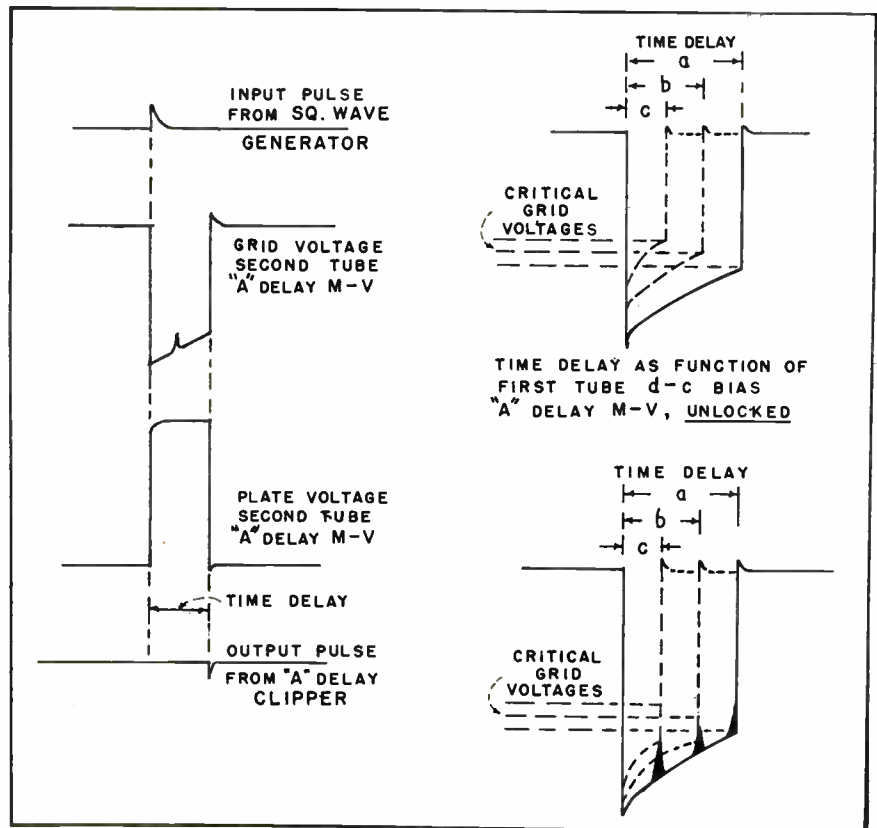 INPUT PULSE
FROM SQ. WAVE
GENERATOR
GRID VOLTAGE
SECOND TUBE
"A" DELAY M-V
PLATE VOLTAGE
SECOND TUBE
"A" DELAY M-V
TIME DELAY
OUTPUT PULSE
FROM "A" DELAY
CLIPPER
TIME DELAY
a
b
c
CRITICAL
GRID
VOLTAGES
TIME DELAY AS FUNCTION OF
FIRST TUBE d-c BIAS
"A" DELAY M-V, UNLOCKED
TIME DELAY
a
b
c
CRITICAL
GRID
VOLTAGES